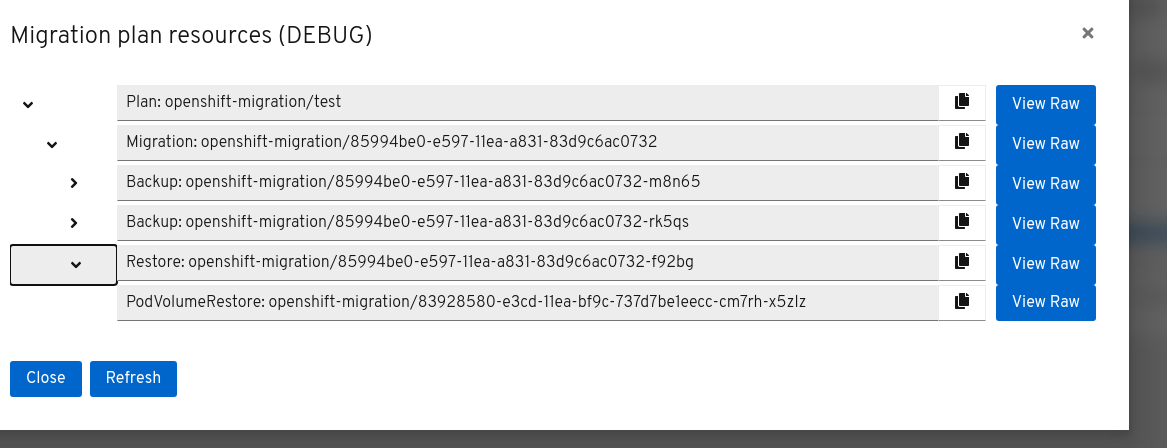 Migration plan resources (DEBUG)
Plan: openshift-migration/test View Raw
Migration: openshift-migration/85994be0-e597-11ea-a831-83d9c6ac0732 View Raw
Backup: openshift-migration/85994be0-e597-11ea-a831-83d9c6ac0732-m8n65 View Raw
Backup: openshift-migration/85994be0-e597-11ea-a831-83d9c6ac0732-rk5qs View Raw
Restore: openshift-migration/85994be0-e597-11ea-a831-83d9c6ac0732-f92bg View Raw
PodVolumeRestore: openshift-migration/83928580-e3cd-11ea-bf9c-737d7be1eecc-cm7rh-x5zlz View Raw
Close Refresh